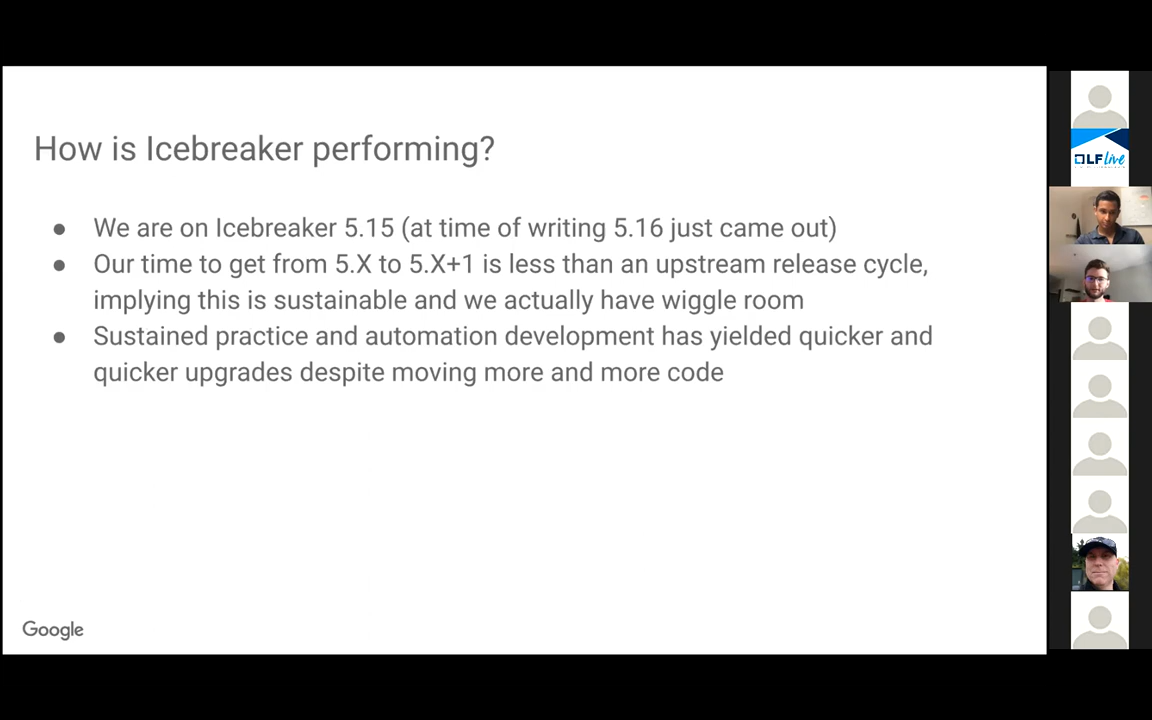 How is Icebreaker performing?
● We are on Icebreaker 5.15 (at time of writing 5.16 just came out)
● Our time to get from 5.X to 5.X+1 is less than an upstream release cycle,
implying this is sustainable and we actually have wiggle room
● Sustained practice and automation development has yielded quicker and
quicker upgrades despite moving more and more code
Google
LF Live